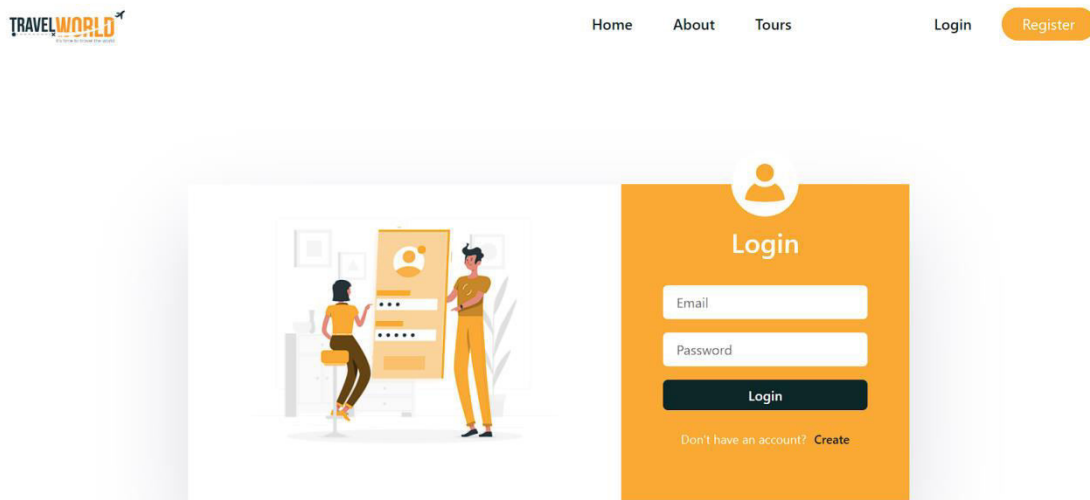 TRAVELWORLD
Home About Tours Login Register
Login
Email
Password
Login
Don't have an account? Create